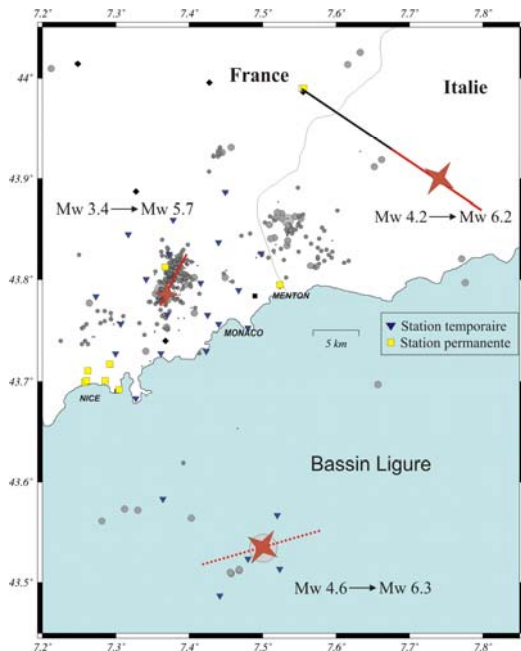 7.2 7.3 7.4 7.5 7.6 7.7 7.8
44°
France
Italie
43.9
Mw 3.4 → Mw 5.7
Mw 4.2 → Mw 6.2
43.8
MENTON
MONACO
Station temporaire
Station permanente
5 km
43.7
NICE
43.6
Bassin Ligure
43.5
Mw 4.6 → Mw 6.3
7.2 7.3 7.4 7.5 7.6 7.7 7.8